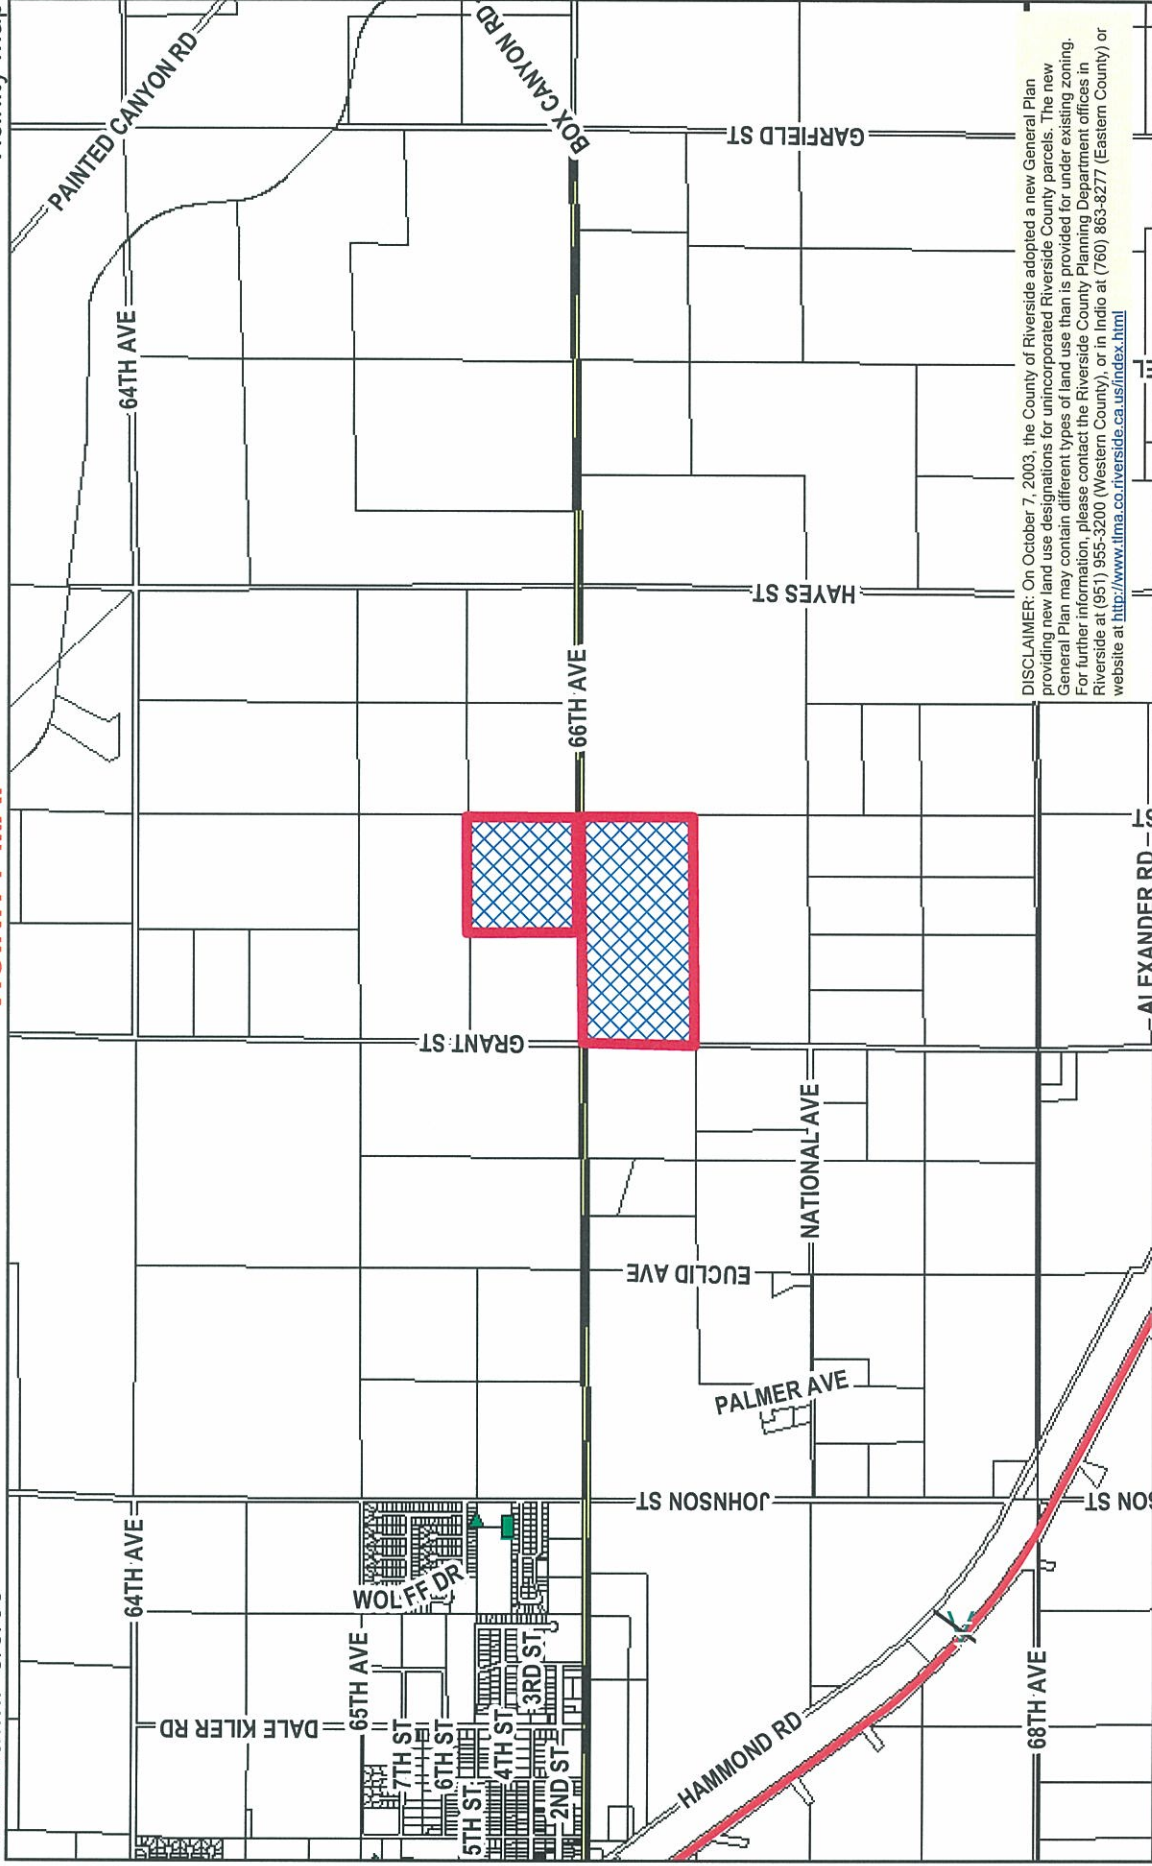 PAINTED CANYON RD
BOX CANYON RD
GARFIELD ST
64TH AVE
HAYES ST
66TH AVE
GRANT ST
NATIONAL AVE
ALEXANDER RD
ST
EUCLID AVE
PALMER AVE
JOHNSON ST
SON ST
64TH AVE
WOLFF DR
65TH AVE
DALE KILER RD
7TH ST
6TH ST
5TH ST
4TH ST
3RD ST
2ND ST
HAMMOND RD
68TH AVE
DISCLAIMER: On October 7, 2003, the County of Riverside adopted a new General Plan
providing new land use designations for unincorporated Riverside County parcels. The new
General Plan may contain different types of land use than is provided for under existing zoning.
For further information, please contact the Riverside County Planning Department offices in
Riverside at (951) 955-3200 (Western County), or in Indio at (760) 863-8277 (Eastern County) or
website at http://www.tlma.co.riverside.ca.us/index.html